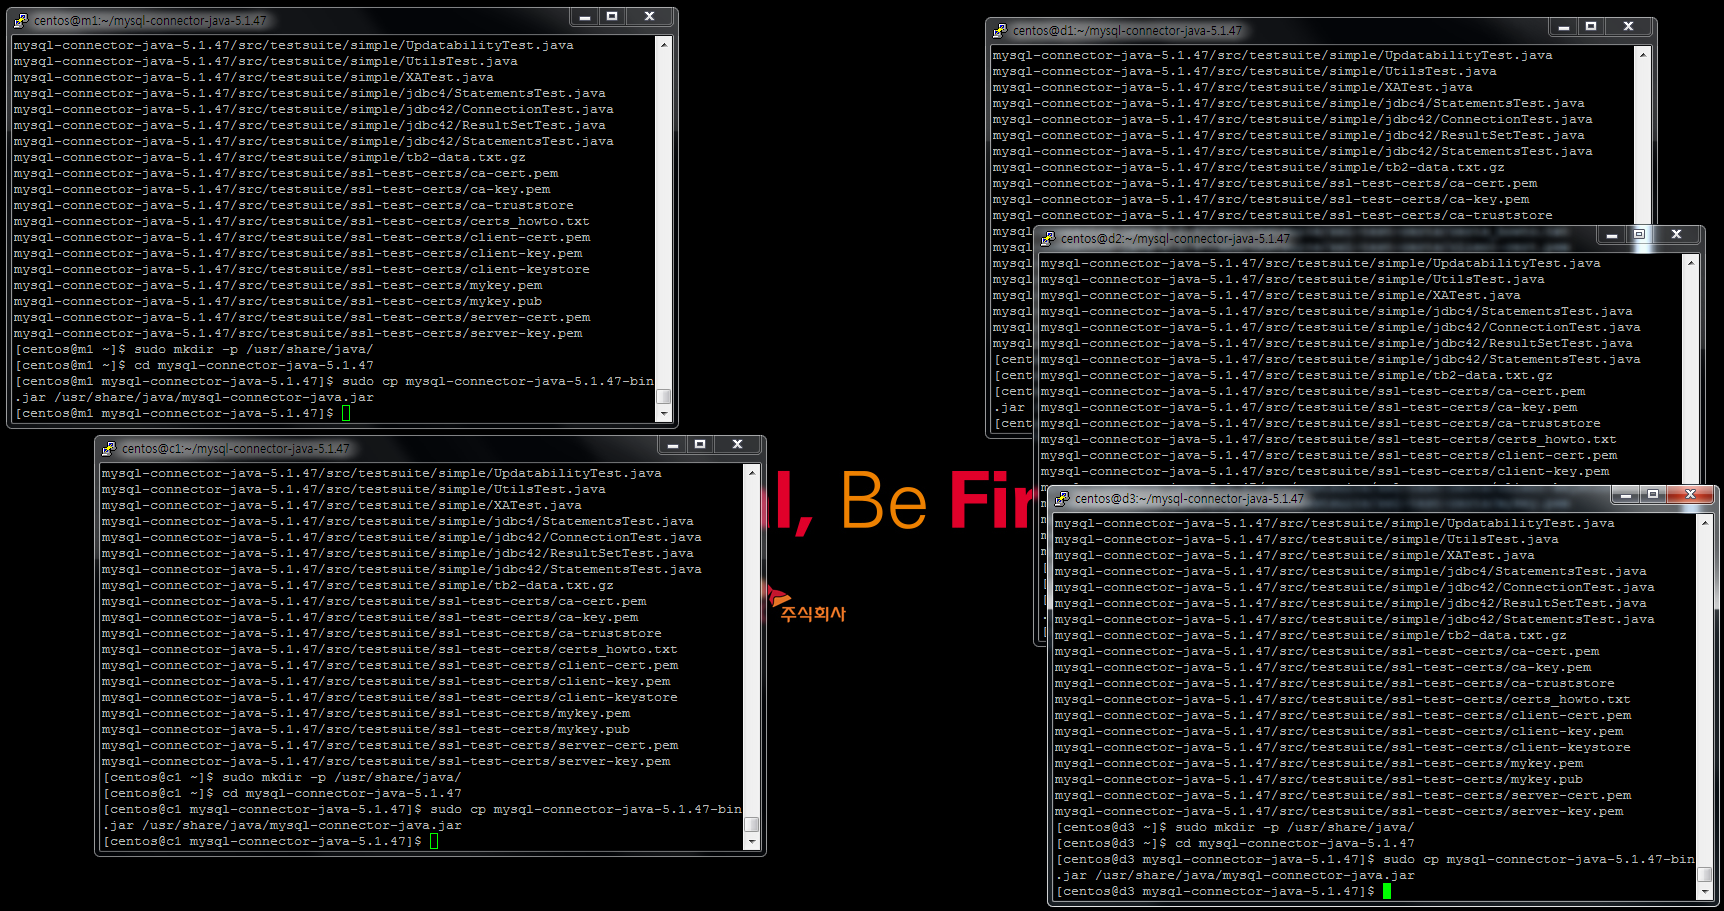 centos@m1:~/mysql-connector-java-5.1.47
mysql-connector-java-5.1.47/src/testsuite/simple/UpdatabilityTest.java
mysql-connector-java-5.1.47/src/testsuite/simple/UtilsTest.java
mysql-connector-java-5.1.47/src/testsuite/simple/XATest.java
mysql-connector-java-5.1.47/src/testsuite/simple/jdbc4/StatementsTest.java
mysql-connector-java-5.1.47/src/testsuite/simple/jdbc42/ConnectionTest.java
mysql-connector-java-5.1.47/src/testsuite/simple/jdbc42/ResultSetTest.java
mysql-connector-java-5.1.47/src/testsuite/simple/jdbc42/StatementsTest.java
mysql-connector-java-5.1.47/src/testsuite/simple/tb2-data.txt.gz
mysql-connector-java-5.1.47/src/testsuite/ssl-test-certs/ca-cert.pem
mysql-connector-java-5.1.47/src/testsuite/ssl-test-certs/ca-key.pem
mysql-connector-java-5.1.47/src/testsuite/ssl-test-certs/ca-truststore
mysql-connector-java-5.1.47/src/testsuite/ssl-test-certs/certs_howto.txt
mysql-connector-java-5.1.47/src/testsuite/ssl-test-certs/client-cert.pem
mysql-connector-java-5.1.47/src/testsuite/ssl-test-certs/client-key.pem
mysql-connector-java-5.1.47/src/testsuite/ssl-test-certs/client-keystore
mysql-connector-java-5.1.47/src/testsuite/ssl-test-certs/mykey.pem
mysql-connector-java-5.1.47/src/testsuite/ssl-test-certs/mykey.pub
mysql-connector-java-5.1.47/src/testsuite/ssl-test-certs/server-cert.pem
mysql-connector-java-5.1.47/src/testsuite/ssl-test-certs/server-key.pem
[centos@m1 ~]$ sudo mkdir -p /usr/share/java/
[centos@m1 ~]$ cd mysql-connector-java-5.1.47
[centos@m1 mysql-connector-java-5.1.47]$ sudo cp mysql-connector-java-5.1.47-bin
.jar /usr/share/java/mysql-connector-java.jar
[centos@m1 mysql-connector-java-5.1.47]$
centos@c1:~/mysql-connector-java-5.1.47
mysql-connector-java-5.1.47/src/testsuite/simple/UpdatabilityTest.java
mysql-connector-java-5.1.47/src/testsuite/simple/UtilsTest.java
mysql-connector-java-5.1.47/src/testsuite/simple/XATest.java
mysql-connector-java-5.1.47/src/testsuite/simple/jdbc4/StatementsTest.java
mysql-connector-java-5.1.47/src/testsuite/simple/jdbc42/ConnectionTest.java
mysql-connector-java-5.1.47/src/testsuite/simple/jdbc42/ResultSetTest.java
mysql-connector-java-5.1.47/src/testsuite/simple/jdbc42/StatementsTest.java
mysql-connector-java-5.1.47/src/testsuite/simple/tb2-data.txt.gz
mysql-connector-java-5.1.47/src/testsuite/ssl-test-certs/ca-cert.pem
mysql-connector-java-5.1.47/src/testsuite/ssl-test-certs/ca-key.pem
mysql-connector-java-5.1.47/src/testsuite/ssl-test-certs/ca-truststore
mysql-connector-java-5.1.47/src/testsuite/ssl-test-certs/certs_howto.txt
mysql-connector-java-5.1.47/src/testsuite/ssl-test-certs/client-cert.pem
mysql-connector-java-5.1.47/src/testsuite/ssl-test-certs/client-key.pem
mysql-connector-java-5.1.47/src/testsuite/ssl-test-certs/client-keystore
mysql-connector-java-5.1.47/src/testsuite/ssl-test-certs/mykey.pem
mysql-connector-java-5.1.47/src/testsuite/ssl-test-certs/mykey.pub
mysql-connector-java-5.1.47/src/testsuite/ssl-test-certs/server-cert.pem
mysql-connector-java-5.1.47/src/testsuite/ssl-test-certs/server-key.pem
[centos@c1 ~]$ sudo mkdir -p /usr/share/java/
[centos@c1 ~]$ cd mysql-connector-java-5.1.47
[centos@c1 mysql-connector-java-5.1.47]$ sudo cp mysql-connector-java-5.1.47-bin
.jar /usr/share/java/mysql-connector-java.jar
[centos@c1 mysql-connector-java-5.1.47]$
l, Be Fir
주식회사
centos@d1:~/mysql-connector-java-5.1.47
mysql-connector-java-5.1.47/src/testsuite/simple/UpdatabilityTest.java
mysql-connector-java-5.1.47/src/testsuite/simple/UtilsTest.java
mysql-connector-java-5.1.47/src/testsuite/simple/XATest.java
mysql-connector-java-5.1.47/src/testsuite/simple/jdbc4/StatementsTest.java
mysql-connector-java-5.1.47/src/testsuite/simple/jdbc42/ConnectionTest.java
mysql-connector-java-5.1.47/src/testsuite/simple/jdbc42/ResultSetTest.java
mysql-connector-java-5.1.47/src/testsuite/simple/jdbc42/StatementsTest.java
mysql-connector-java-5.1.47/src/testsuite/simple/tb2-data.txt.gz
mysql-connector-java-5.1.47/src/testsuite/ssl-test-certs/ca-cert.pem
mysql-connector-java-5.1.47/src/testsuite/ssl-test-certs/ca-key.pem
mysql-connector-java-5.1.47/src/testsuite/ssl-test-certs/ca-truststore
mysql
mysql
mysql
mysql
mysql
mysql
mysql
mysql
[cent
[cent
[cent
.jar
[cent
centos@d2:~/mysql-connector-java-5.1.47
mysql-connector-java-5.1.47/src/testsuite/simple/UpdatabilityTest.java
mysql-connector-java-5.1.47/src/testsuite/simple/UtilsTest.java
mysql-connector-java-5.1.47/src/testsuite/simple/XATest.java
mysql-connector-java-5.1.47/src/testsuite/simple/jdbc4/StatementsTest.java
mysql-connector-java-5.1.47/src/testsuite/simple/jdbc42/ConnectionTest.java
mysql-connector-java-5.1.47/src/testsuite/simple/jdbc42/ResultSetTest.java
mysql-connector-java-5.1.47/src/testsuite/simple/jdbc42/StatementsTest.java
mysql-connector-java-5.1.47/src/testsuite/simple/tb2-data.txt.gz
mysql-connector-java-5.1.47/src/testsuite/ssl-test-certs/ca-cert.pem
mysql-connector-java-5.1.47/src/testsuite/ssl-test-certs/ca-key.pem
mysql-connector-java-5.1.47/src/testsuite/ssl-test-certs/ca-truststore
mysql-connector-java-5.1.47/src/testsuite/ssl-test-certs/certs_howto.txt
mysql-connector-java-5.1.47/src/testsuite/ssl-test-certs/client-cert.pem
mysql-connector-java-5.1.47/src/testsuite/ssl-test-certs/client-key.pem
centos@d3:~/mysql-connector-java-5.1.47
mysql-connector-java-5.1.47/src/testsuite/simple/UpdatabilityTest.java
mysql-connector-java-5.1.47/src/testsuite/simple/UtilsTest.java
mysql-connector-java-5.1.47/src/testsuite/simple/XATest.java
mysql-connector-java-5.1.47/src/testsuite/simple/jdbc4/StatementsTest.java
mysql-connector-java-5.1.47/src/testsuite/simple/jdbc42/ConnectionTest.java
mysql-connector-java-5.1.47/src/testsuite/simple/jdbc42/ResultSetTest.java
mysql-connector-java-5.1.47/src/testsuite/simple/jdbc42/StatementsTest.java
mysql-connector-java-5.1.47/src/testsuite/simple/tb2-data.txt.gz
mysql-connector-java-5.1.47/src/testsuite/ssl-test-certs/ca-cert.pem
mysql-connector-java-5.1.47/src/testsuite/ssl-test-certs/ca-key.pem
mysql-connector-java-5.1.47/src/testsuite/ssl-test-certs/ca-truststore
mysql-connector-java-5.1.47/src/testsuite/ssl-test-certs/certs_howto.txt
mysql-connector-java-5.1.47/src/testsuite/ssl-test-certs/client-cert.pem
mysql-connector-java-5.1.47/src/testsuite/ssl-test-certs/client-key.pem
mysql-connector-java-5.1.47/src/testsuite/ssl-test-certs/client-keystore
mysql-connector-java-5.1.47/src/testsuite/ssl-test-certs/mykey.pem
mysql-connector-java-5.1.47/src/testsuite/ssl-test-certs/mykey.pub
mysql-connector-java-5.1.47/src/testsuite/ssl-test-certs/server-cert.pem
mysql-connector-java-5.1.47/src/testsuite/ssl-test-certs/server-key.pem
[centos@d3 ~]$ sudo mkdir -p /usr/share/java/
[centos@d3 ~]$ cd mysql-connector-java-5.1.47
[centos@d3 mysql-connector-java-5.1.47]$ sudo cp mysql-connector-java-5.1.47-bin
.jar /usr/share/java/mysql-connector-java.jar
[centos@d3 mysql-connector-java-5.1.47]$